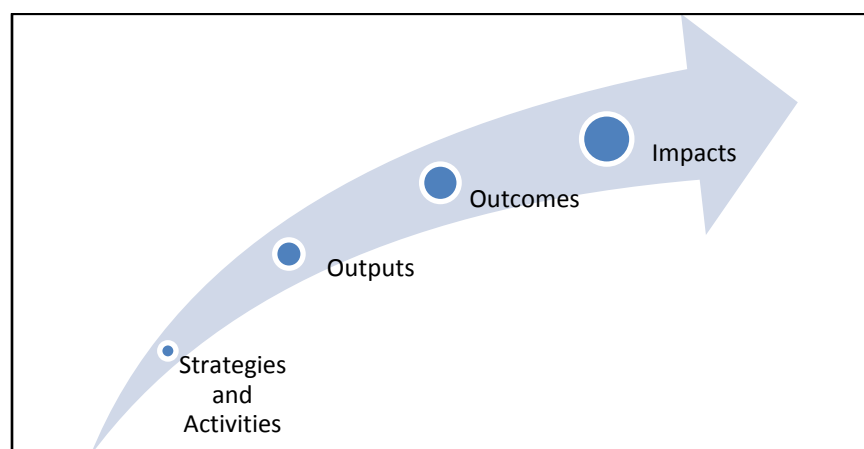 Impacts
Outcomes
Outputs
Strategies
and
Activities